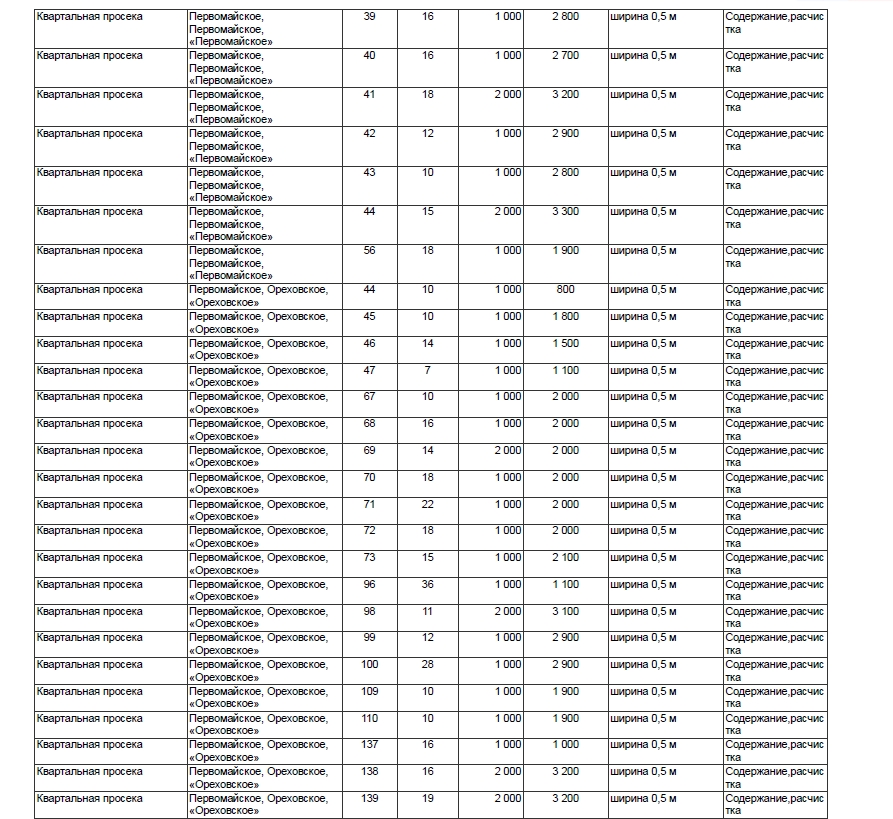 Квартальная просека Первомайское, 39 16 1 000 2 800 ширина 0,5 м Содержание,расчис
Первомайское, тка
«Первомайское»
Квартальная просека Первомайское, 40 16 1 000 2 700 ширина 0,5 м Содержание,расчис
Первомайское, тка
«Первомайское»
Квартальная просека Первомайское, 41 18 2 000 3 200 ширина 0,5 м Содержание,расчис
Первомайское, тка
«Первомайское»
Квартальная просека Первомайское, 42 12 1 000 2 900 ширина 0,5 м Содержание,расчис
Первомайское, тка
«Первомайское»
Квартальная просека Первомайское, 43 10 1 000 2 800 ширина 0,5 м Содержание,расчис
Первомайское, тка
«Первомайское»
Квартальная просека Первомайское, 44 15 2 000 3 300 ширина 0,5 м Содержание,расчис
Первомайское, тка
«Первомайское»
Квартальная просека Первомайское, 56 18 1 000 1 900 ширина 0,5 м Содержание,расчис
Первомайское, тка
«Первомайское»
Квартальная просека Первомайское, Ореховское, 44 10 1 000 800 ширина 0,5 м Содержание,расчис
«Ореховское» тка
Квартальная просека Первомайское, Ореховское, 45 10 1 000 1 800 ширина 0,5 м Содержание,расчис
«Ореховское» тка
Квартальная просека Первомайское, Ореховское, 46 14 1 000 1 500 ширина 0,5 м Содержание,расчис
«Ореховское» тка
Квартальная просека Первомайское, Ореховское, 47 7 1 000 1 100 ширина 0,5 м Содержание,расчис
«Ореховское» тка
Квартальная просека Первомайское, Ореховское, 67 10 1 000 2 000 ширина 0,5 м Содержание,расчис
«Ореховское» тка
Квартальная просека Первомайское, Ореховское, 68 16 1 000 2 000 ширина 0,5 м Содержание,расчис
«Ореховское» тка
Квартальная просека Первомайское, Ореховское, 69 14 2 000 2 000 ширина 0,5 м Содержание,расчис
«Ореховское» тка
Квартальная просека Первомайское, Ореховское, 70 18 1 000 2 000 ширина 0,5 м Содержание,расчис
«Ореховское» тка
Квартальная просека Первомайское, Ореховское, 71 22 1 000 2 000 ширина 0,5 м Содержание,расчис
«Ореховское» тка
Квартальная просека Первомайское, Ореховское, 72 18 1 000 2 000 ширина 0,5 м Содержание,расчис
«Ореховское» тка
Квартальная просека Первомайское, Ореховское, 73 15 1 000 2 100 ширина 0,5 м Содержание,расчис
«Ореховское» тка
Квартальная просека Первомайское, Ореховское, 96 36 1 000 1 100 ширина 0,5 м Содержание,расчис
«Ореховское» тка
Квартальная просека Первомайское, Ореховское, 98 11 2 000 3 100 ширина 0,5 м Содержание,расчис
«Ореховское» тка
Квартальная просека Первомайское, Ореховское, 99 12 1 000 2 900 ширина 0,5 м Содержание,расчис
«Ореховское» тка
Квартальная просека Первомайское, Ореховское, 100 28 1 000 2 900 ширина 0,5 м Содержание,расчис
«Ореховское» тка
Квартальная просека Первомайское, Ореховское, 109 10 1 000 1 900 ширина 0,5 м Содержание,расчис
«Ореховское» тка
Квартальная просека Первомайское, Ореховское, 110 10 1 000 1 900 ширина 0,5 м Содержание,расчис
«Ореховское» тка
Квартальная просека Первомайское, Ореховское, 137 16 1 000 1 000 ширина 0,5 м Содержание,расчис
«Ореховское» тка
Квартальная просека Первомайское, Ореховское, 138 16 2 000 3 200 ширина 0,5 м Содержание,расчис
«Ореховское» тка
Квартальная просека Первомайское, Ореховское, 139 19 2 000 3 200 ширина 0,5 м Содержание,расчис
«Ореховское» тка